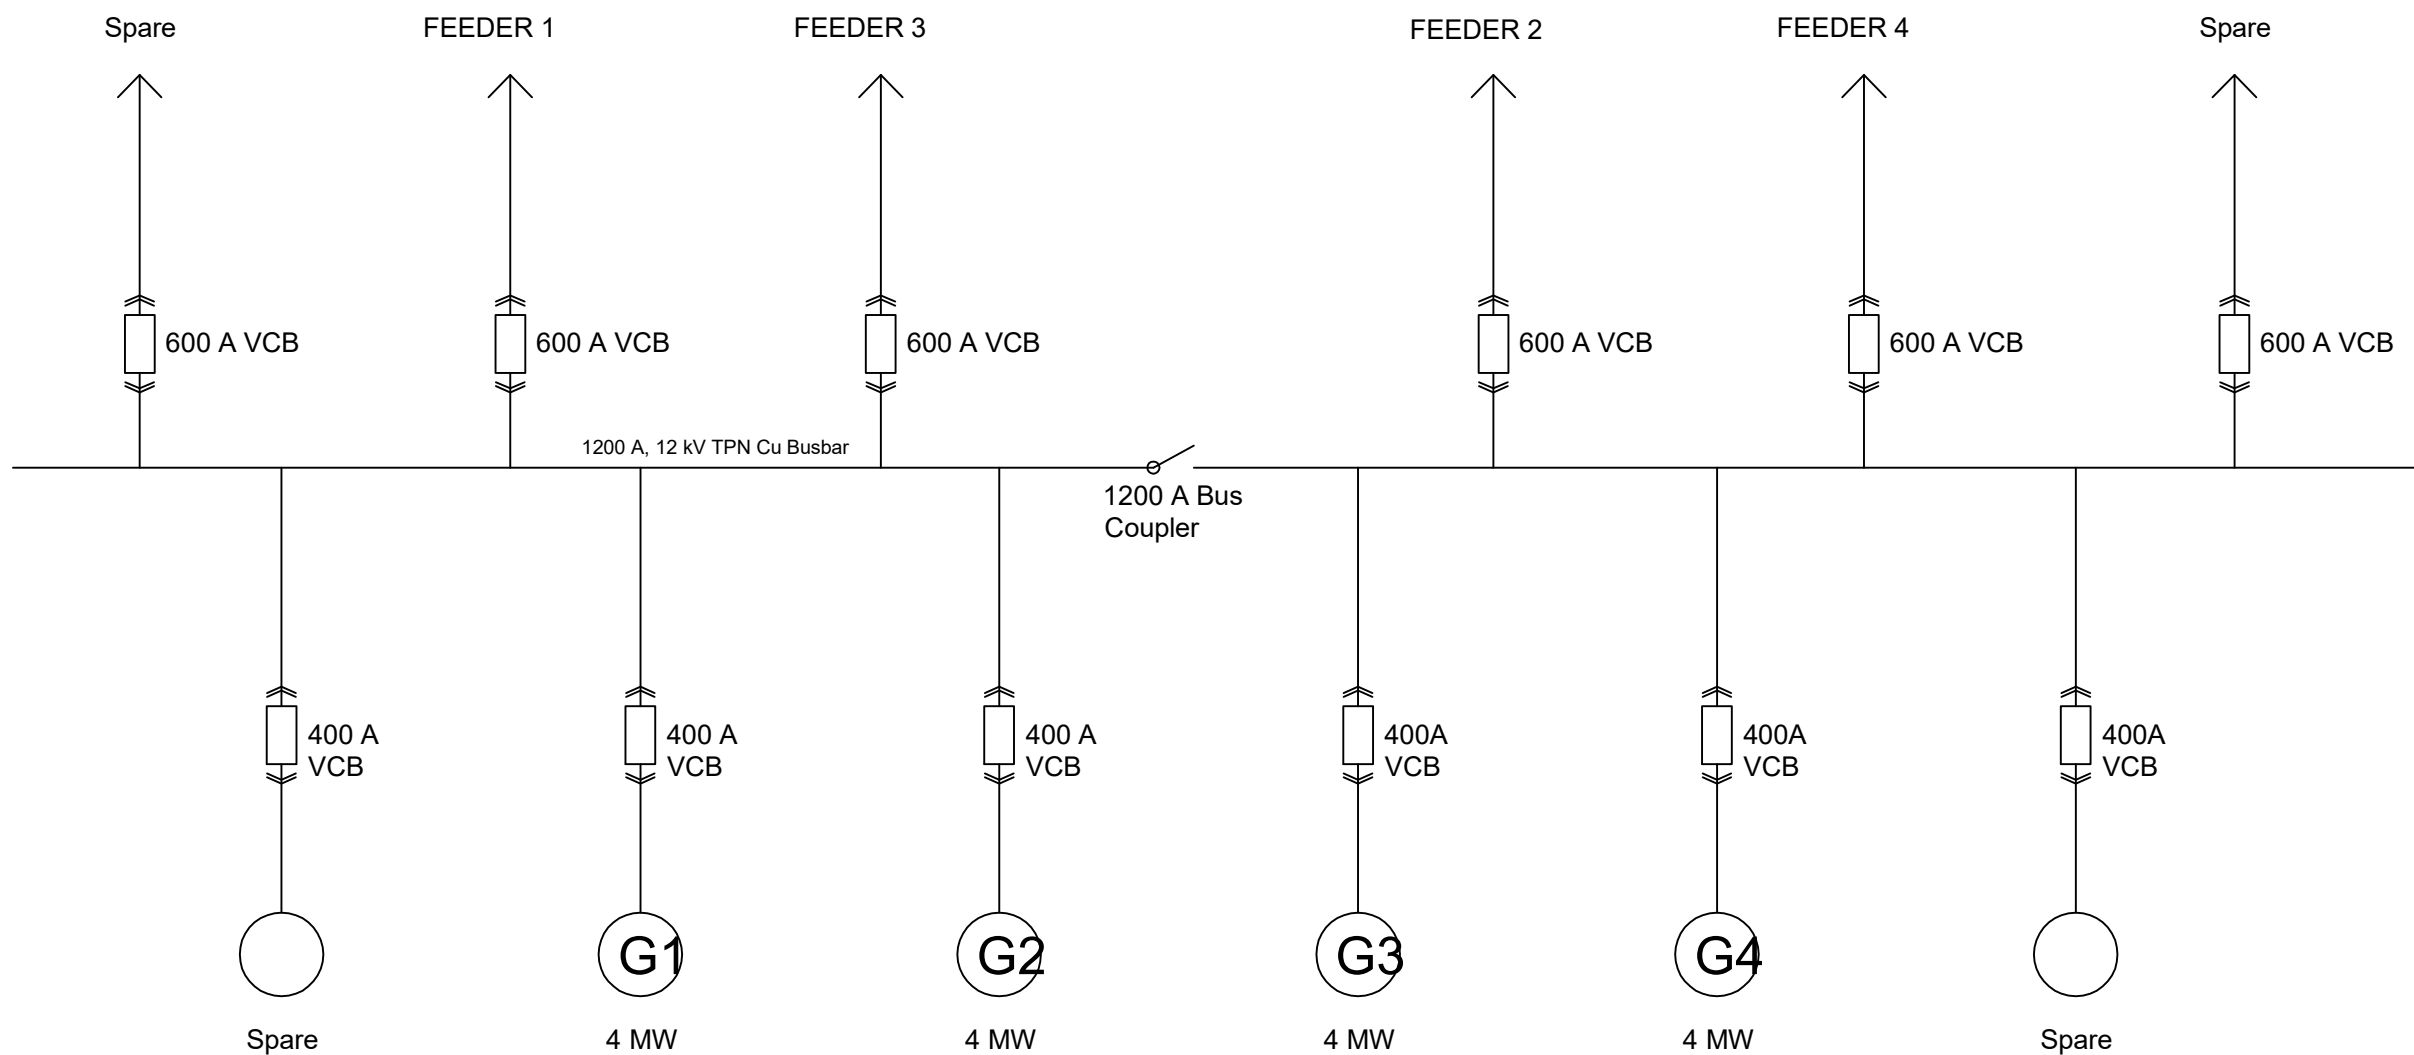 Spare
FEEDER 1
FEEDER 3
FEEDER 2
FEEDER 4
Spare
600 A VCB
600 A VCB
600 A VCB
600 A VCB
600 A VCB
600 A VCB
1200 A, 12 kV TPN Cu Busbar
1200 A Bus
Coupler
400 A
VCB
400 A
VCB
400 A
VCB
400A
VCB
400A
VCB
400A
VCB
G1
G2
G3
G4
Spare
4 MW
4 MW
4 MW
4 MW
Spare